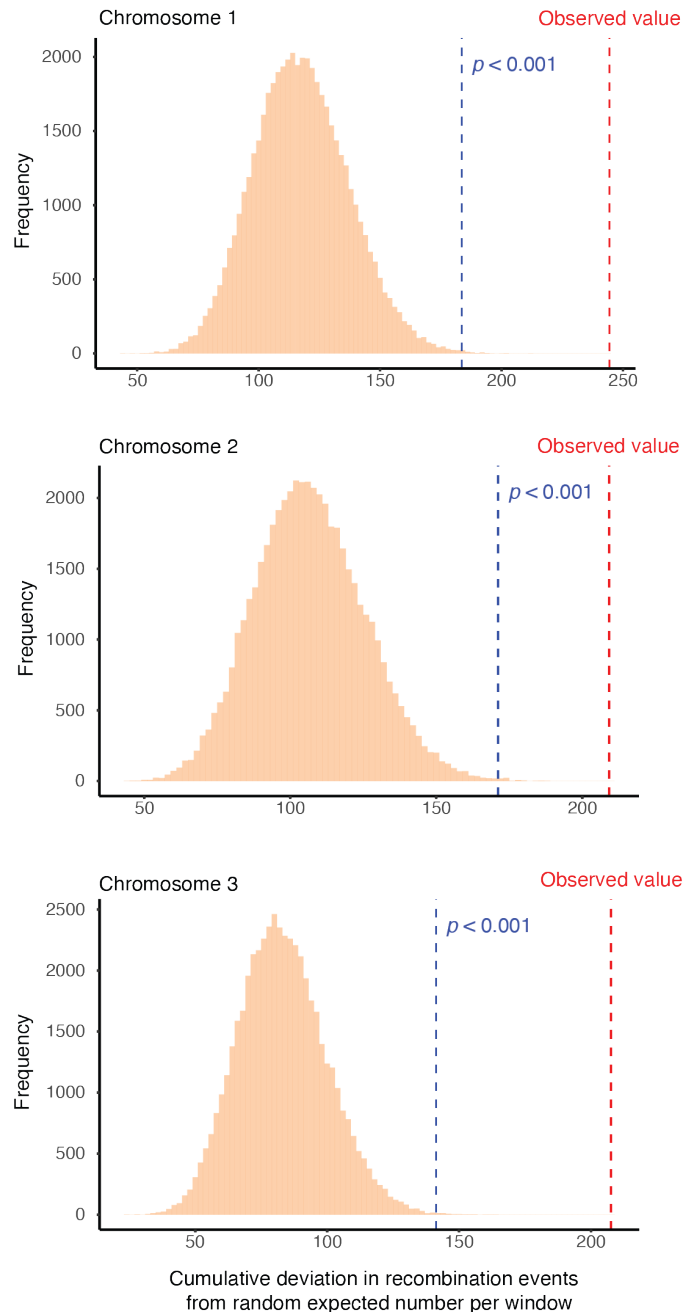 Chromosome 1
Observed value
p < 0.001
Frequency
2000
1500
1000
500
0
50 100 150 200 250
Chromosome 2
Observed value
p < 0.001
Frequency
2000
1500
1000
500
0
50 100 150 200
Chromosome 3
Observed value
p < 0.001
Frequency
2500
2000
1500
1000
500
0
50 100 150 200
Cumulative deviation in recombination events
from random expected number per window